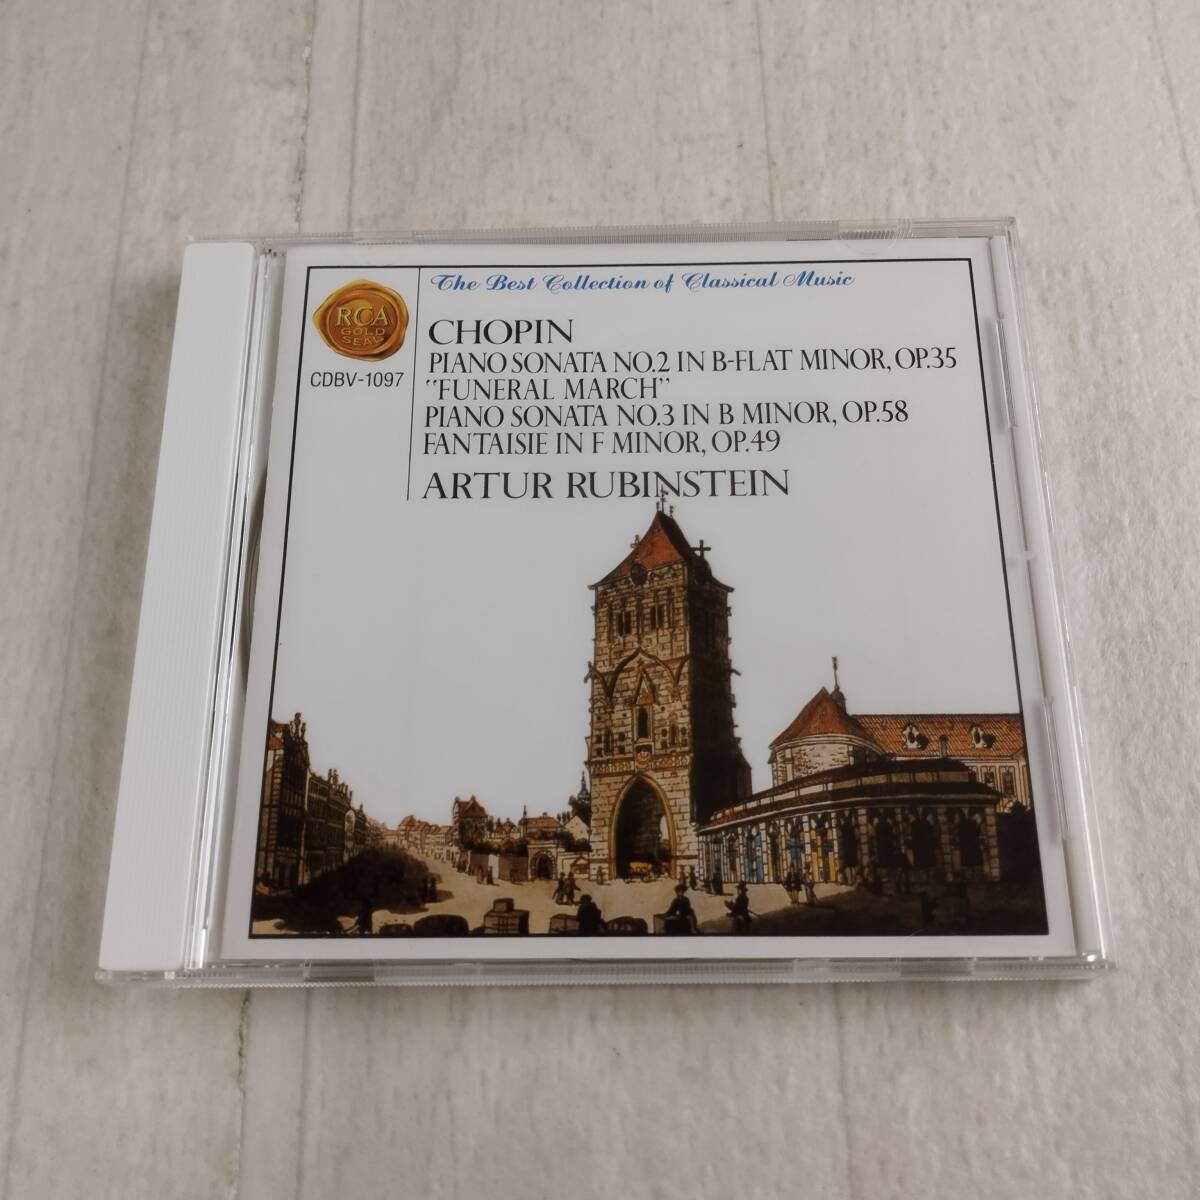 The Best Collection of Classical Music
RCA
GOLD
SEAL
CDBV-1097
CHOPIN
PIANO SONATA NO.2 IN B-FLAT MINOR, OP.35
“FUNERAL MARCH”
PIANO SONATA NO.3 IN B MINOR, OP.58
FANTAISIE IN F MINOR, OP.49
ARTUR RUBINSTEIN